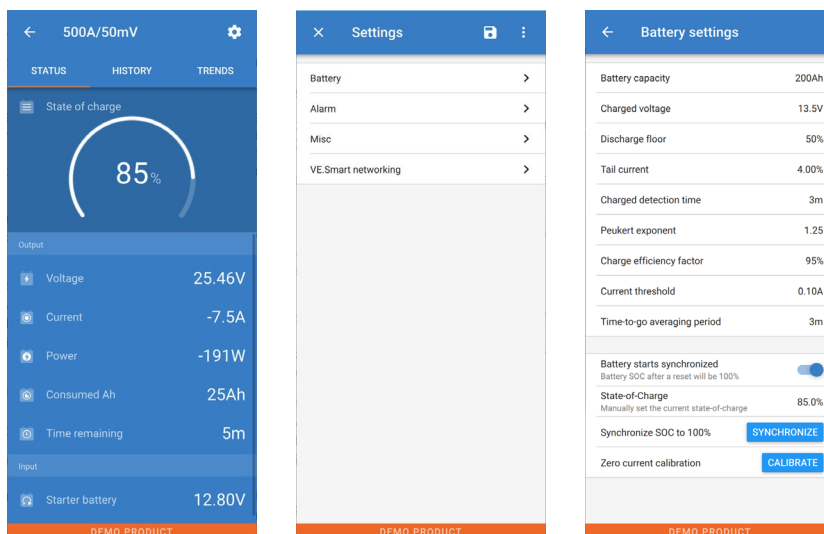 500A/50mV
STATUS HISTORY TRENDS
State of charge
85%
Output
Voltage 25.46V
Current -7.5A
Power -191W
Consumed Ah 25Ah
Time remaining 5m
Input
Starter battery 12.80V
DEMO PRODUCT
Settings
Battery
Alarm
Misc
VE.Smart networking
DEMO PRODUCT
Battery settings
Battery capacity 200Ah
Charged voltage 13.5V
Discharge floor 50%
Tail current 4.00%
Charged detection time 3m
Peukert exponent 1.25
Charge efficiency factor 95%
Current threshold 0.10A
Time-to-go averaging period 3m
Battery starts synchronized
Battery SOC after a reset will be 100%
State-of-Charge 85.0%
Manually set the current state-of-charge
Synchronize SOC to 100% SYNCHRONIZE
Zero current calibration CALIBRATE
DEMO PRODUCT